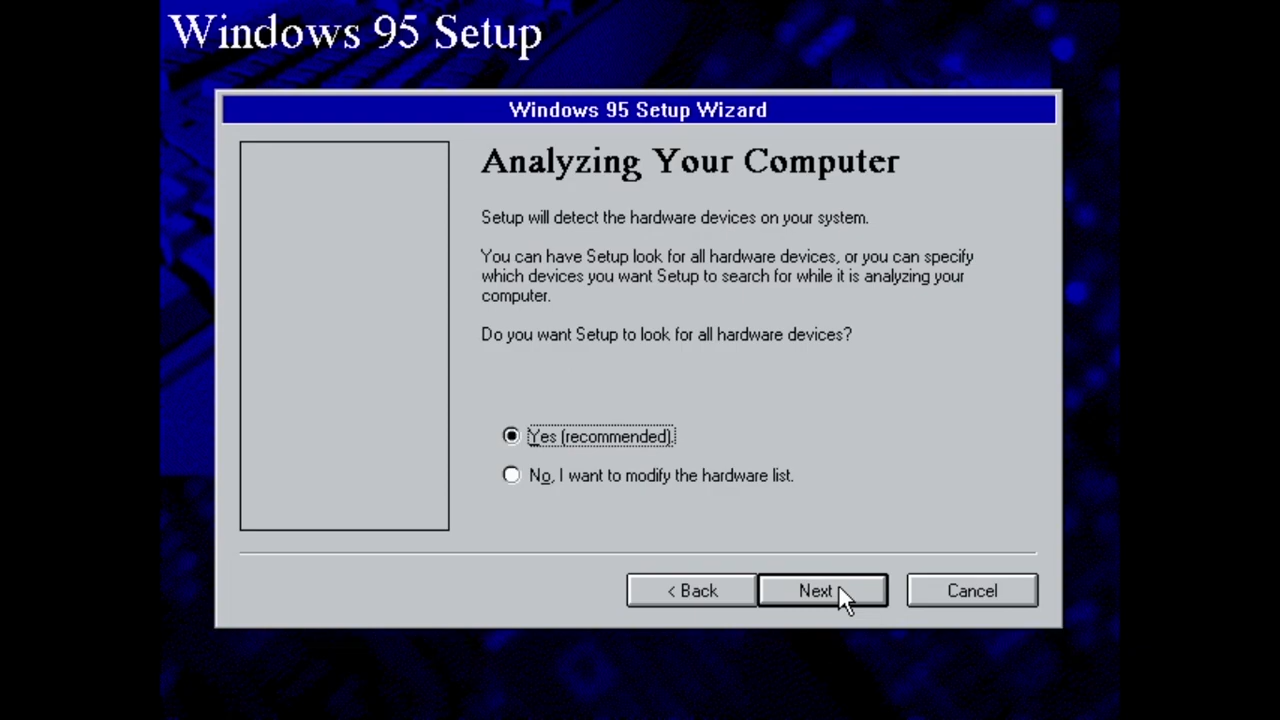 Windows 95 Setup
Windows 95 Setup Wizard
Analyzing Your Computer
Setup will detect the hardware devices on your system.
You can have Setup look for all hardware devices, or you can specify
which devices you want Setup to search for while it is analyzing your
computer.
Do you want Setup to look for all hardware devices?
Yes (recommended).
No, I want to modify the hardware list.
< Back
Next
Cancel